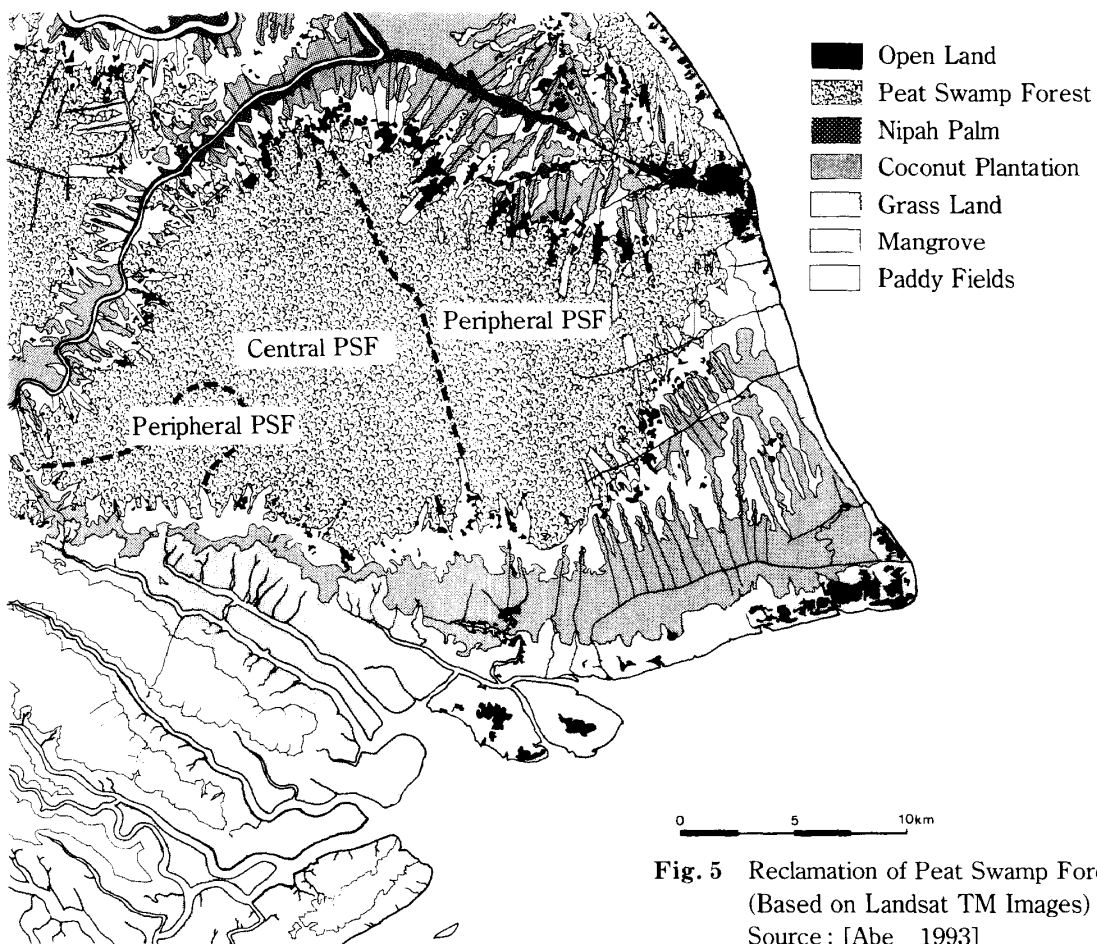 Open Land
Peat Swamp Forest
Nipah Palm
Coconut Plantation
Grass Land
Mangrove
Paddy Fields
Peripheral PSF
Central PSF
Peripheral PSF
0 5 10km
Fig. 5 Reclamation of Peat Swamp
(Based on Landsat TM Images)
Source : [Abe 1993]